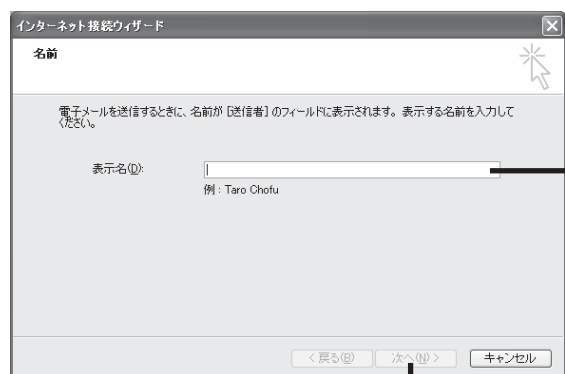 インターネット接続ウィザード
名前
電子メールを送信するときに、名前が [送信者] のフィールドに表示されます。表示する名前を入力して
ください。
表示名(D):
例 : Taro Chofu
< 戻る(B)
次へ(N) >
キャンセル